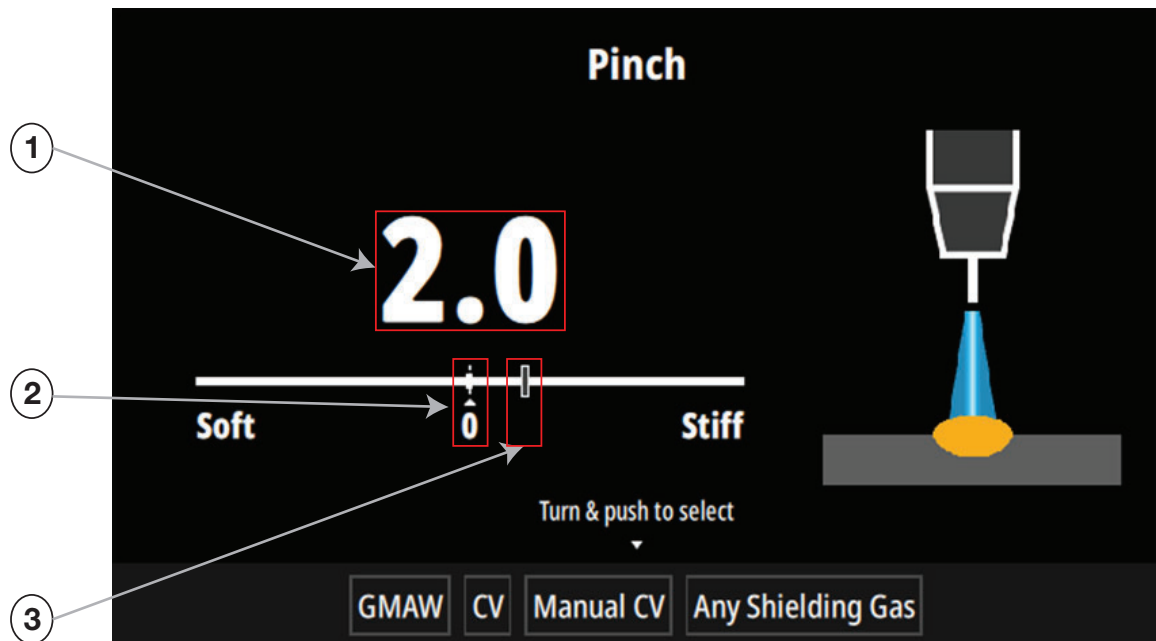 Pinch
1
2.0
2
Soft 0 Stiff
Turn & push to select
3
GMAW CV Manual CV Any Shielding Gas